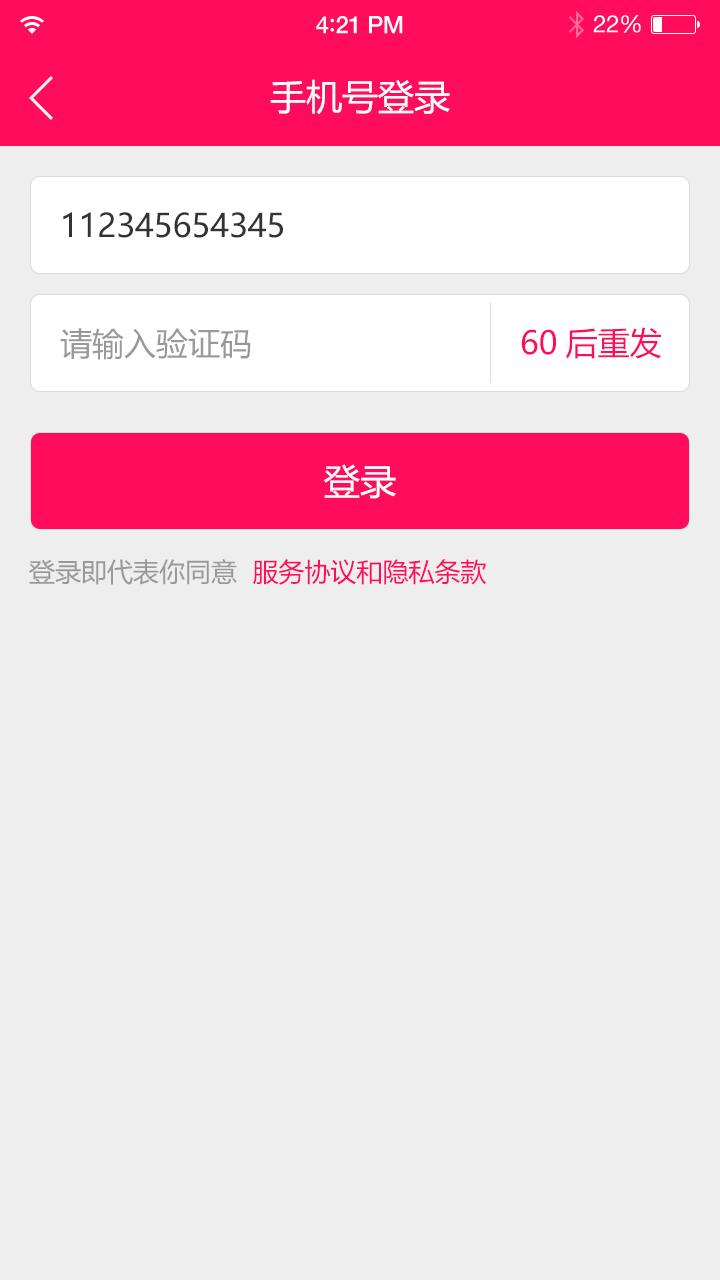 4:21 PM 22%
手机号登录
112345654345
请输入验证码 60 后重发
登录
登录即代表你同意 服务协议和隐私条款